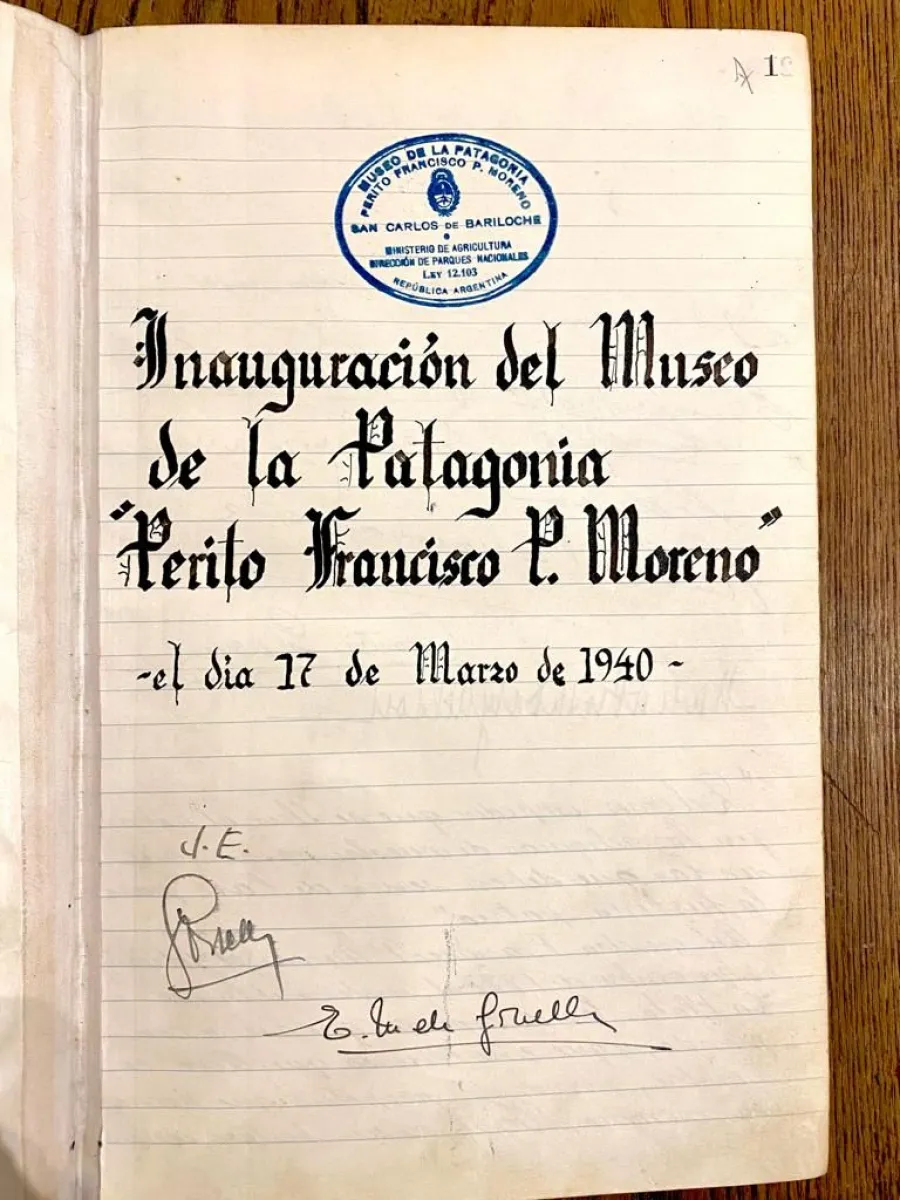 1
MUSEO DE LA PATAGONIA
PERITO FRANCISCO P. MORENO
SAN CARLOS DE BARILOCHE
MINISTERIO DE AGRICULTURA
DIRECCIÓN DE PARQUES NACIONALES
LEY 12.103
REPÚBLICA ARGENTINA
Inauguración del Museo
de la Patagonia
"Perito Francisco P. Moreno"
-el dia 17 de Marzo de 1940-
J.E.
E. M de